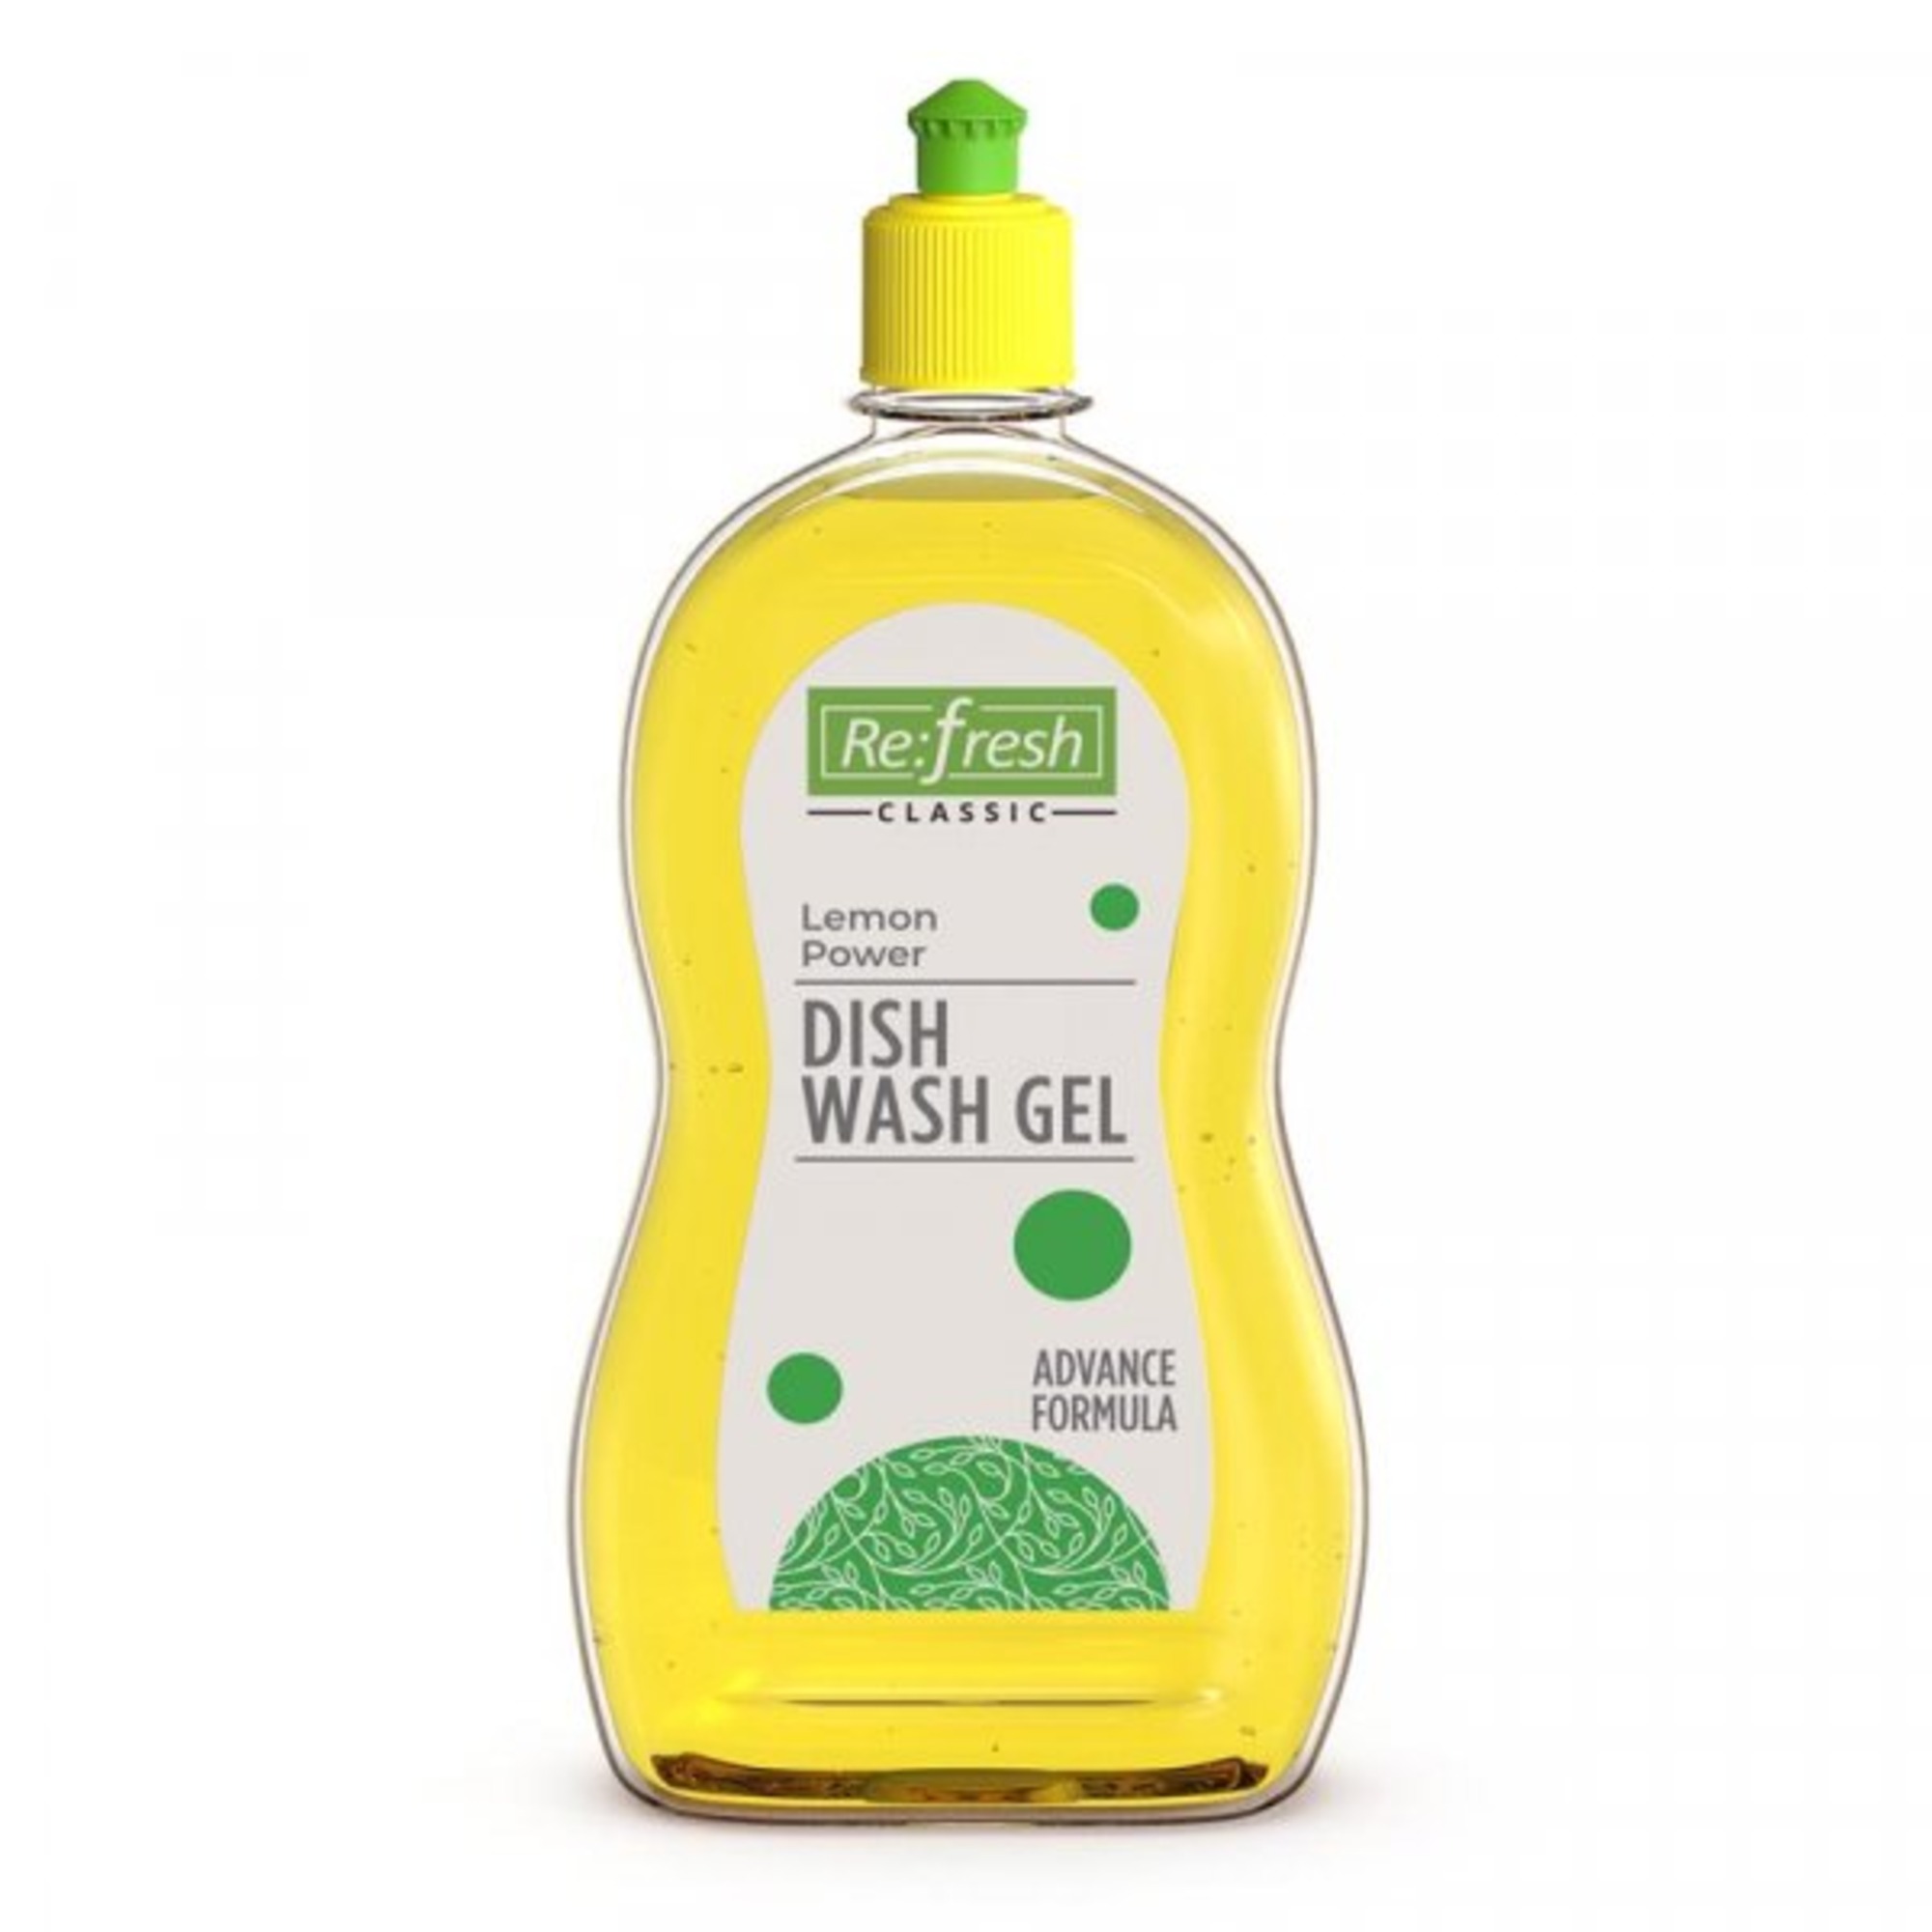 Re:fresh
CLASSIC
Lemon
Power
DISH
WASH GEL
ADVANCE
FORMULA